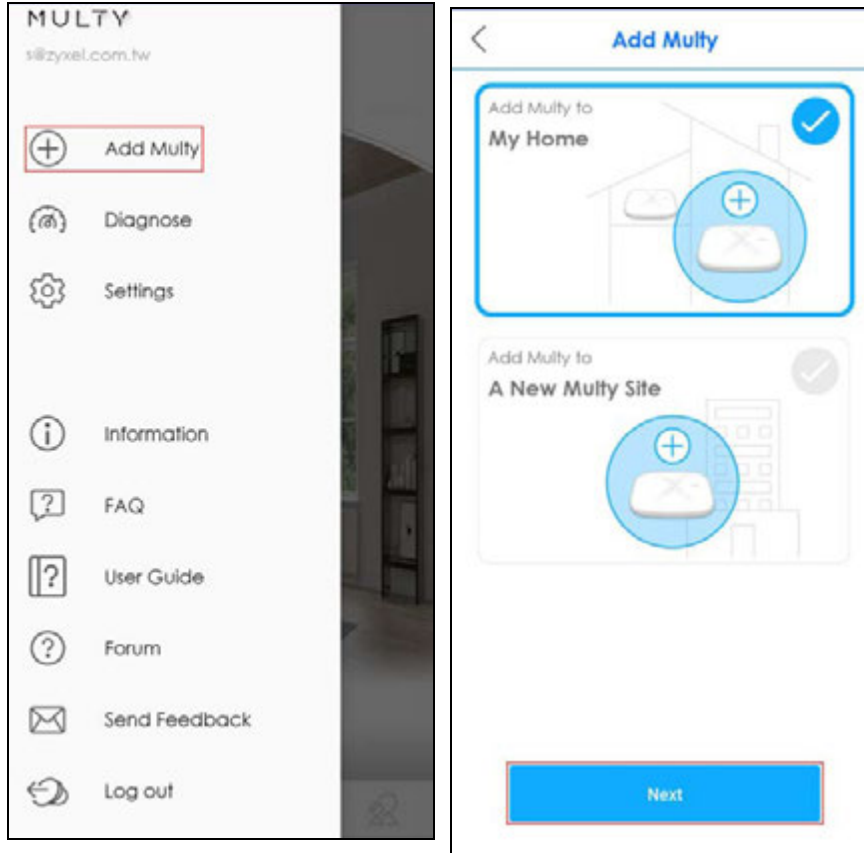 MULTY
s@zyxel.com.tw
Add Multy
Diagnose
Settings
Information
FAQ
User Guide
Forum
Send Feedback
Log out
Add Multy
Add Multy to
My Home
Add Multy to
A New Multy Site
Next